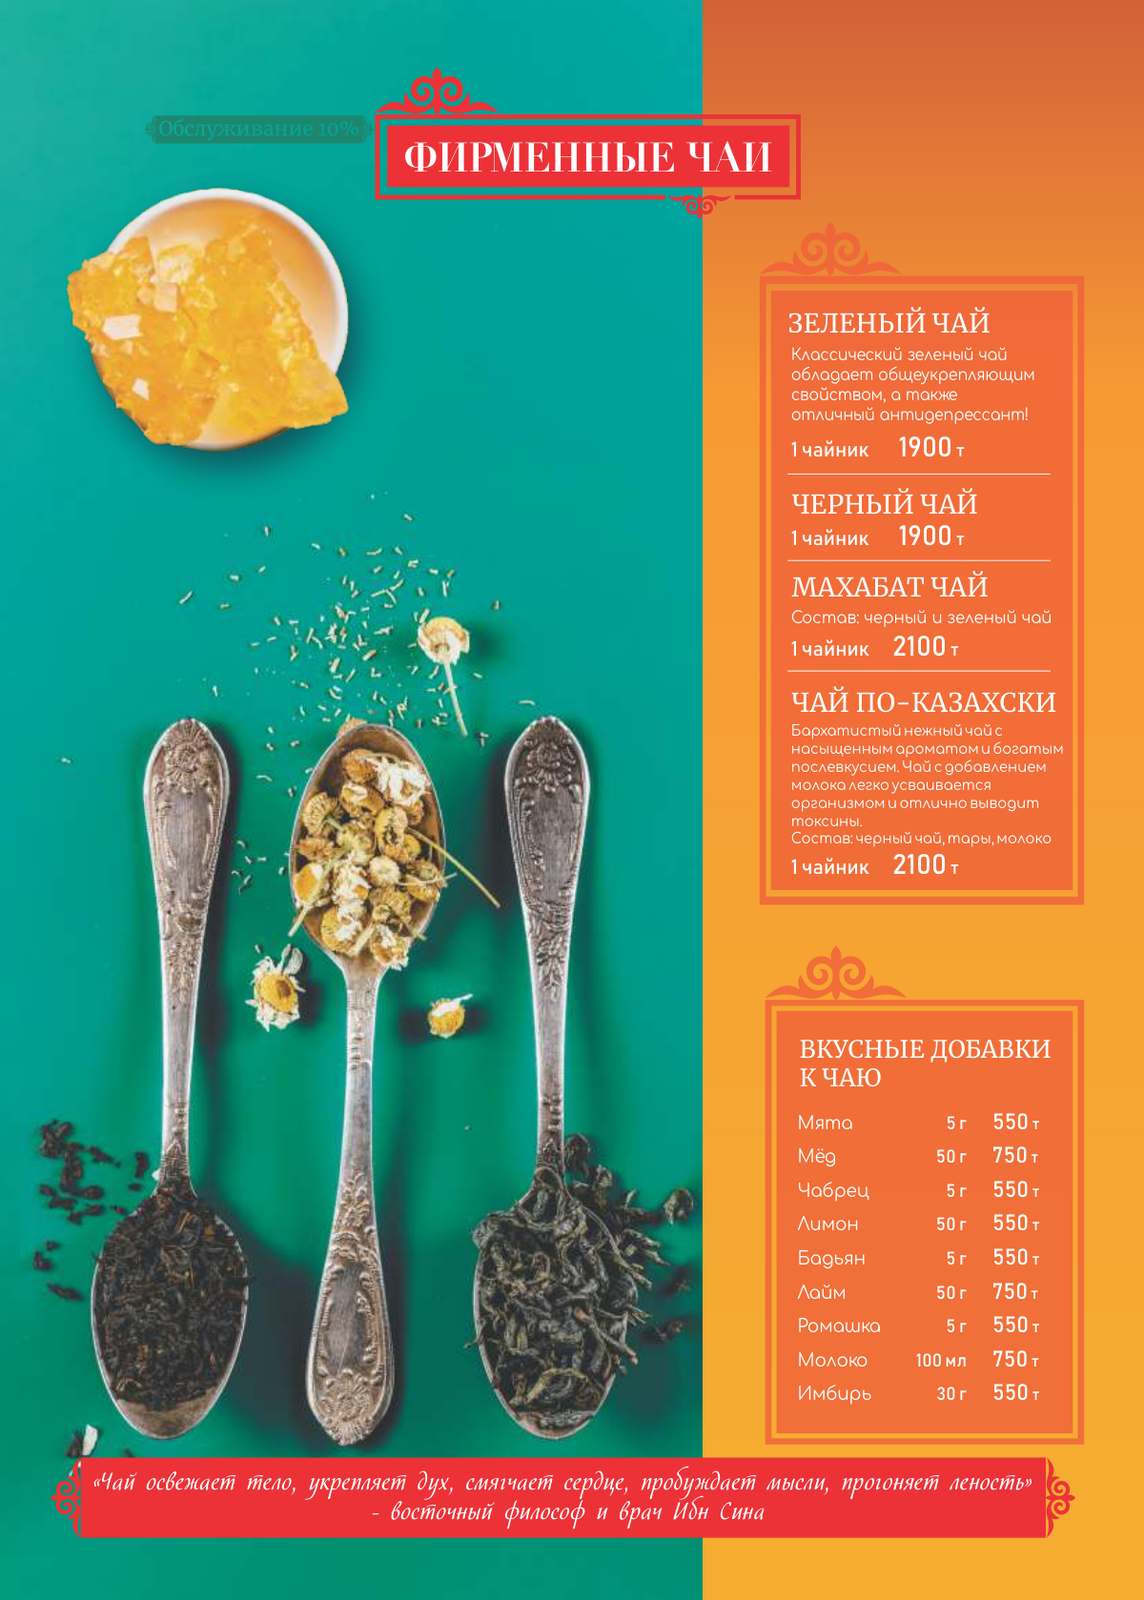 Обслуживание 10%
ФИРМЕННЫЕ ЧАИ
ЗЕЛЕНЫЙ ЧАЙ
Классический зеленый чай
обладает общеукрепляющим
свойством, а также
отличный антидепрессант!
1 чайник 1900 т
ЧЕРНЫЙ ЧАЙ
1 чайник 1900 т
МАХАБАТ ЧАЙ
Состав: черный и зеленый чай
1 чайник 2100 т
ЧАЙ ПО-КАЗАХСКИ
Бархатистый нежный чай с
насыщенным ароматом и богатым
послевкусием. Чай с добавлением
молока легко усваивается
организмом и отлично выводит
токсины.
Состав: черный чай, тары, молоко
1 чайник 2100 т
ВКУСНЫЕ ДОБАВКИ
К ЧАЮ
Мята 5 г 550 т
Мёд 50 г 750 т
Чабрец 5 г 550 т
Лимон 50 г 550 т
Бадьян 5 г 550 т
Лайм 50 г 750 т
Ромашка 5 г 550 т
Молоко 100 мл 750 т
Имбирь 30 г 550 т
«Чай освежает тело, укрепляет дух, смягчает сердце, пробуждает мысли, прогоняет леность»
- восточный философ и врач Ибн Сина